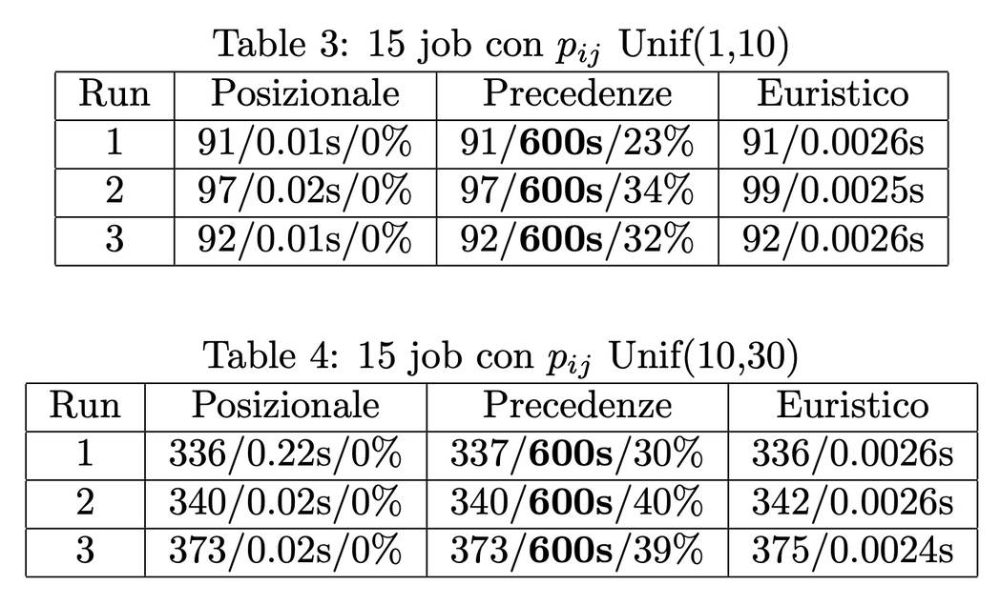 Table 3: 15 job con pij Unif(1,10)
Run Posizionale Precedenze Euristico
1 91/0.01s/0% 91/600s/23% 91/0.0026s
2 97/0.02s/0% 97/600s/34% 99/0.0025s
3 92/0.01s/0% 92/600s/32% 92/0.0026s
Table 4: 15 job con pij Unif(10,30)
Run Posizionale Precedenze Euristico
1 336/0.22s/0% 337/600s/30% 336/0.0026s
2 340/0.02s/0% 340/600s/40% 342/0.0026s
3 373/0.02s/0% 373/600s/39% 375/0.0024s